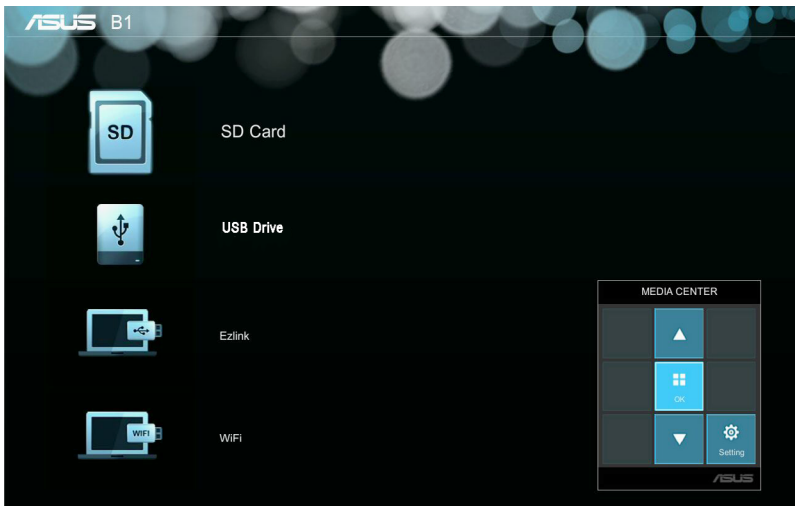 ASUS B1
SD
SD Card
USB Drive
Ezlink
WiFi
WiFi
MEDIA CENTER
OK
Setting
ASUS